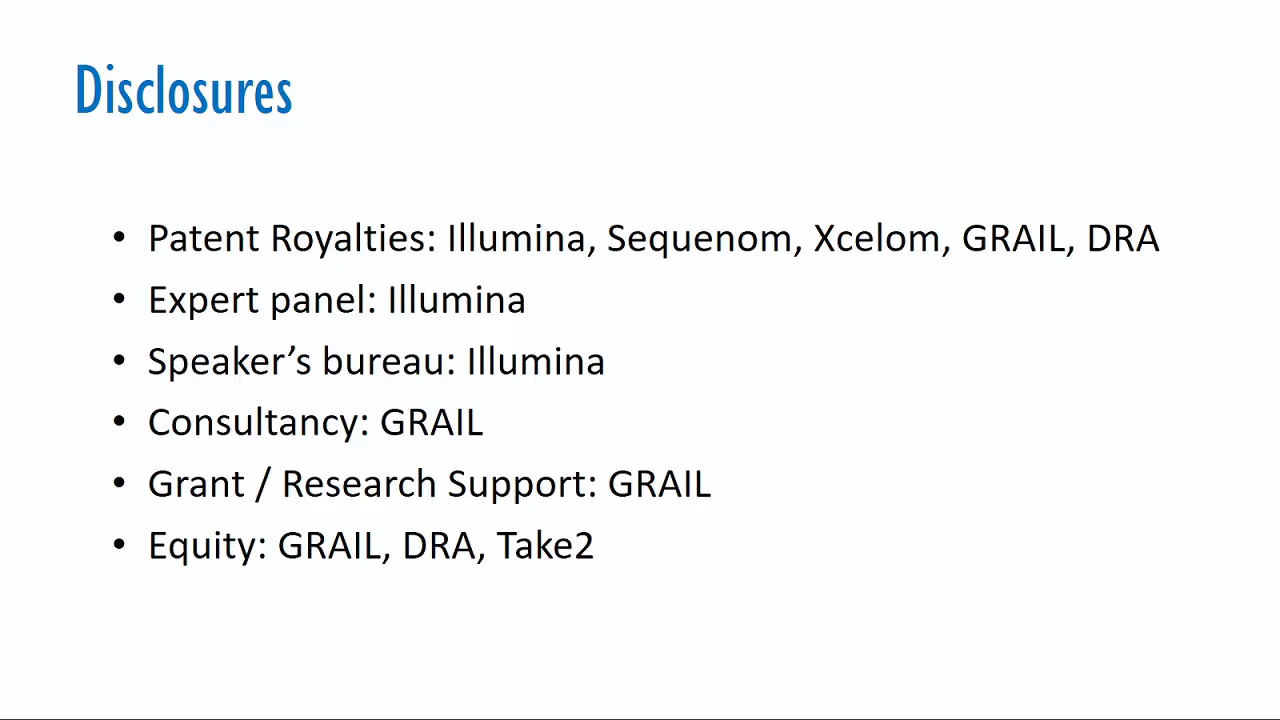 Disclosures
• Patent Royalties: Illumina, Sequenom, Xcelom, GRAIL, DRA
• Expert panel: Illumina
• Speaker’s bureau: Illumina
• Consultancy: GRAIL
• Grant / Research Support: GRAIL
• Equity: GRAIL, DRA, Take2